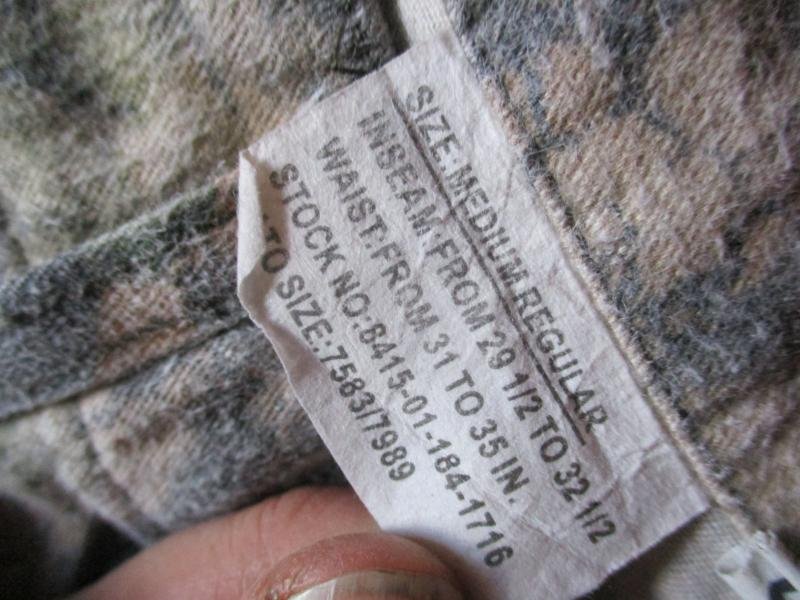 SIZE:MEDIUM REGULAR
INSEAM:FROM 29 1/2 TO 32 1/2
WAIST:FROM 31 TO 35 IN.
STOCK NO:8415-01-184-1716
SIZE:7583/7989